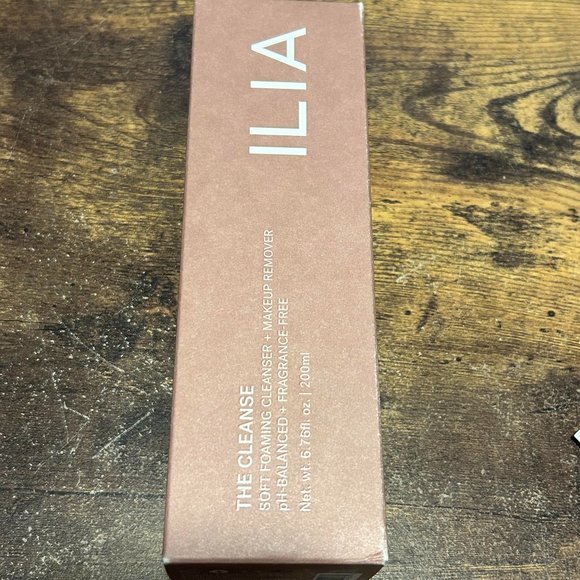 ILIA
THE CLEANSE
SOFT FOAMING CLEANSER + MAKEUP REMOVER
pH-BALANCED + FRAGRANCE-FREE
Net. wt. 6.76fl. oz. | 200ml